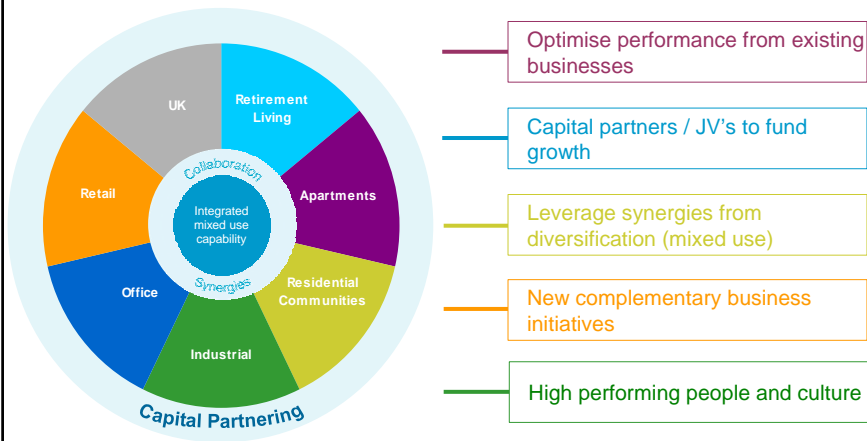 UK
Retirement
Living
Retail
Apartments
Collaboration
Integrated
mixed use
capability
Synergies
Office
Residential
Communities
Industrial
Capital Partnering
Optimise performance from existing
businesses
Capital partners / JV's to fund
growth
Leverage synergies from
diversification (mixed use)
New complementary business
initiatives
High performing people and culture